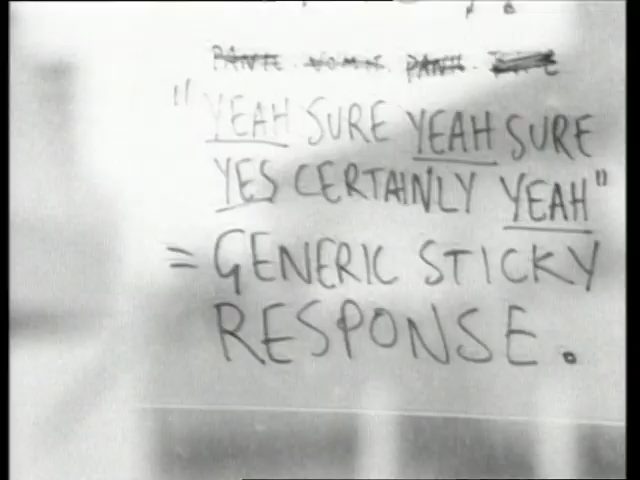 "YEAH SURE YEAH SURE
YES CERTAINLY YEAH"
= GENERIC STICKY
RESPONSE.